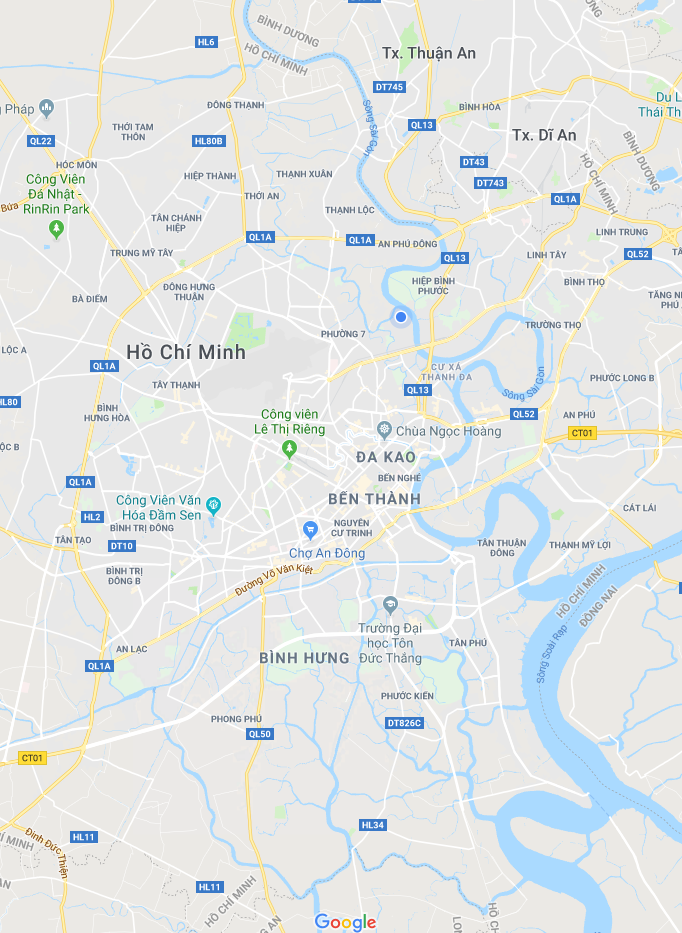 BÌNH DƯƠNG
HỒ CHÍ MINH
HL6
Tx. Thuận An
DT745
ĐÔNG THẠNH
BÌNH HÒA
Du L
Thái Th
g Pháp
THỚI TAM
THÔN
Sông Sài Gòn
QL13
Tx. Dĩ An
QL22
HL80B
HÓC MÔN
DT43
BÌNH DƯƠNG
HỒ CHÍ MINH
Công Viên
Đá Nhật -
RinRin Park
HIỆP THÀNH
THẠNH XUÂN
DT743
THỚI AN
QL1A
Bứa
TÂN CHÁNH
HIỆP
THẠNH LỘC
QL1A
QL1A
AN PHÚ ĐÔNG
LINH TRUNG
TRUNG MỸ TÂY
QL13
LINH TÂY
QL52
ĐÔNG HƯNG
THUẬN
HIỆP BÌNH
PHƯỚC
BÌNH THỌ
BÀ ĐIỂM
TĂNG N
PHÚ
PHƯỜNG 7
TRƯỜNG THỌ
LỘC A
Hồ Chí Minh
QL1A
CƯ XÁ
THANH ĐA
TÂY THẠNH
PHƯỚC LONG B
QL13
Sông Sài Gòn
HL80
BÌNH
HƯNG HÒA
Công viên
Lê Thị Riêng
QL52
AN PHÚ
Chùa Ngọc Hoàng
CT01
ỘC B
ĐA KAO
QL1A
BẾN NGHÉ
Công Viên Văn
Hóa Đầm Sen
BẾN THÀNH
CÁT LÁI
HL2
BÌNH TRỊ ĐÔNG
NGUYỄN
CƯ TRINH
TẠO
TÂN TẠO
DT10
Chợ An Đông
TÂN THUẬN
ĐÔNG
THẠNH MỸ LỢI
BÌNH TRỊ
ĐÔNG B
Đường Võ Văn Kiệt
HỒ CHÍ MINH
ĐỒNG NAI
Trường Đại
học Tôn
Đức Thắng
AN LẠC
TÂN PHÚ
Sông Soài Rạp
QL1A
BÌNH HƯNG
PHƯỚC KIỂN
PHONG PHÚ
DT826C
QL50
CT01
HL34
HL11
Đinh Đức Thiện
HÍ MINH
HL11
HỒ CHÍ MINH
NG AN
ÁN
Google
LONG
HỒ C